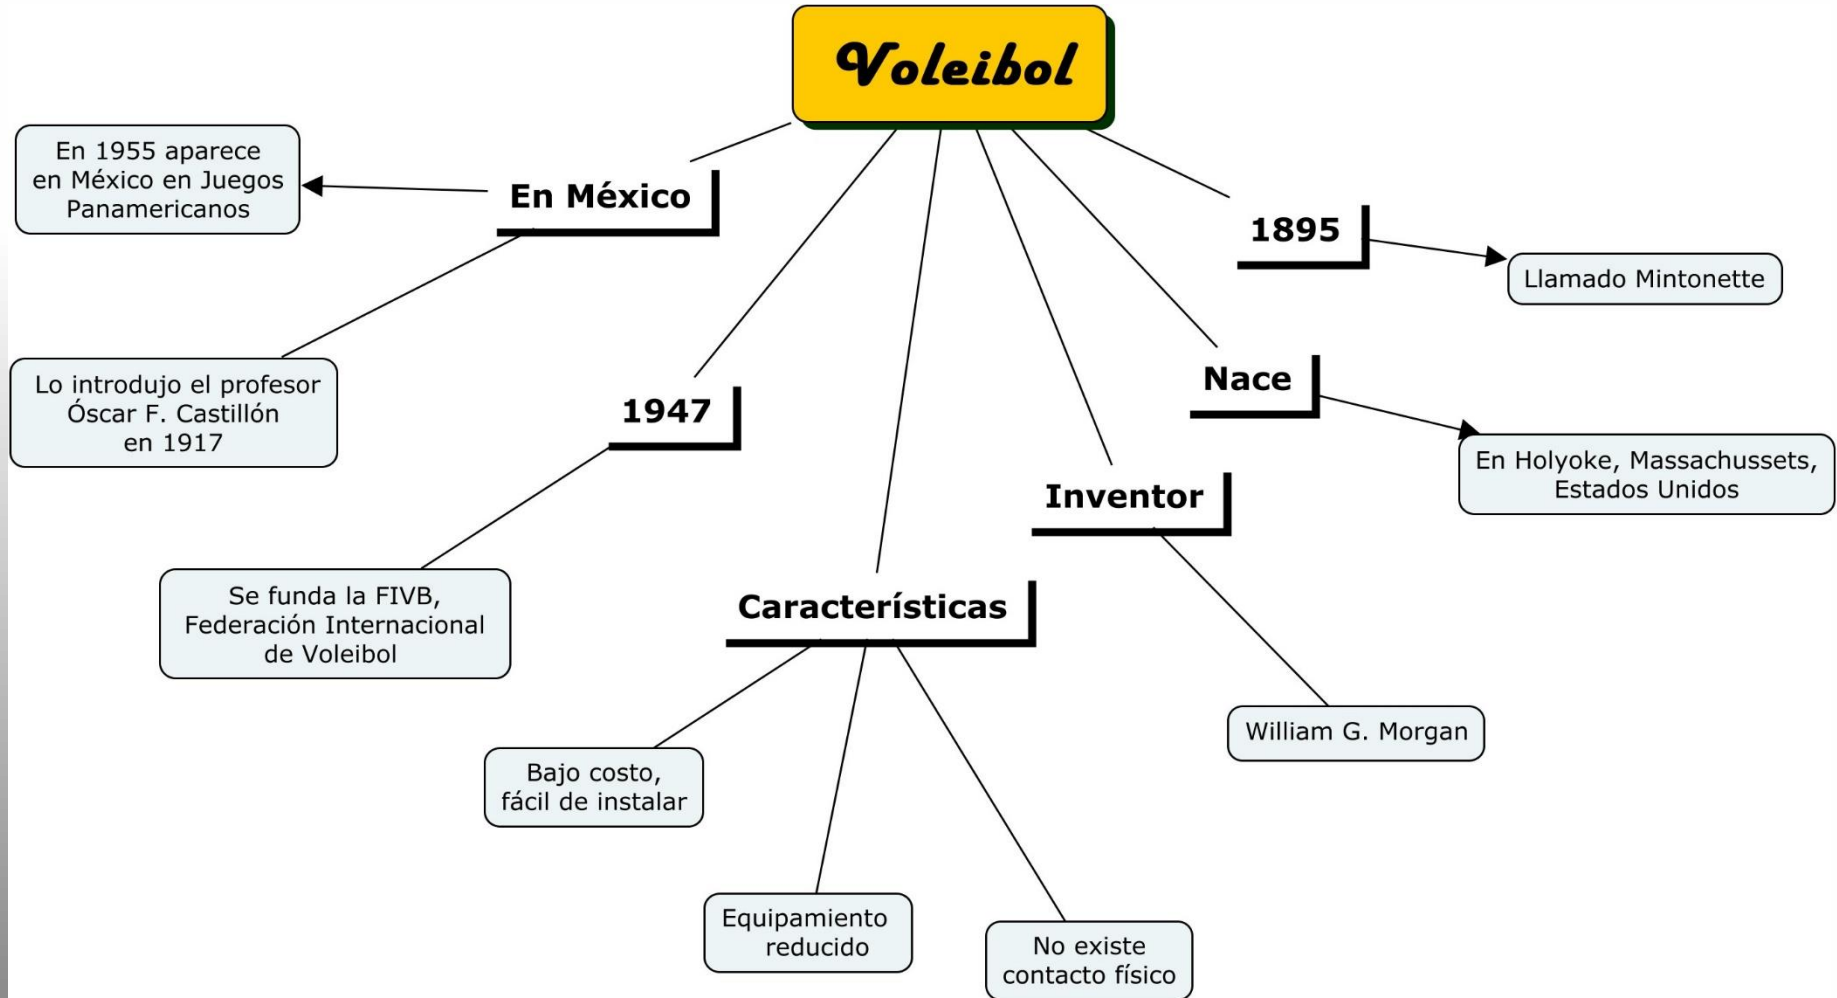 Voleibol
En 1955 aparece
en México en Juegos
Panamericanos
En México
1895
Llamado Mintonette
Lo introdujo el profesor
Óscar F. Castillón
en 1917
1947
Nace
En Holyoke, Massachussets,
Estados Unidos
Inventor
Se funda la FIVB,
Federación Internacional
de Voleibol
Características
William G. Morgan
Bajo costo,
fácil de instalar
Equipamiento
reducido
No existe
contacto físico